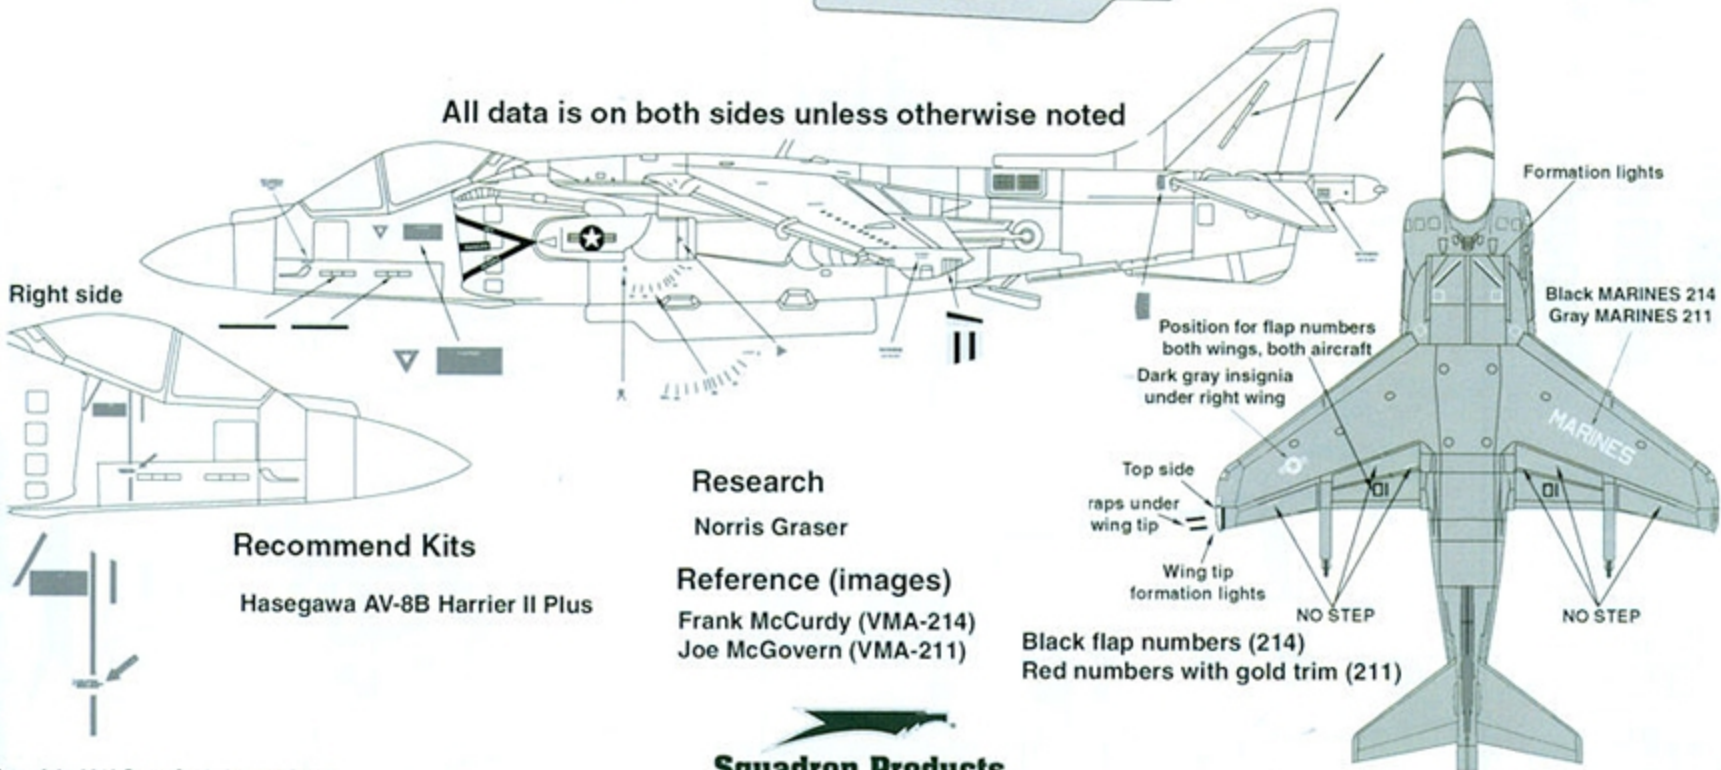 All data is on both sides unless otherwise noted
Right side
Formation lights
Black MARINES 214
Gray MARINES 211
Position for flap numbers
both wings, both aircraft
Dark gray insignia
under right wing
MARINES
Top side
raps under
wing tip
01
01
Wing tip
formation lights
NO STEP
NO STEP
Research
Norris Graser
Recommend Kits
Hasegawa AV-8B Harrier II Plus
Reference (images)
Frank McCurdy (VMA-214)
Joe McGovern (VMA-211)
Black flap numbers (214)
Red numbers with gold trim (211)
Squadron Products